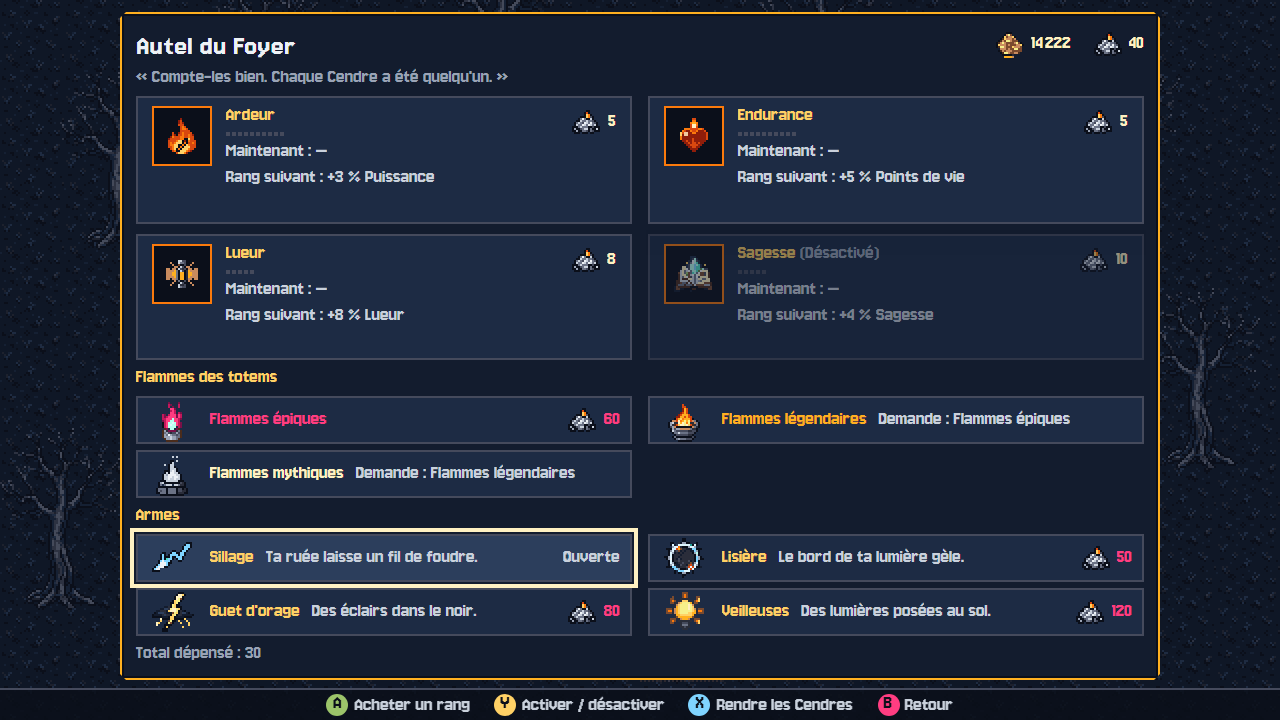 Autel du Foyer
14222
40
« Compte-les bien. Chaque Cendre a été quelqu'un. »
Ardeur
5
Maintenant : —
Rang suivant : +3 % Puissance
Endurance
5
Maintenant : —
Rang suivant : +5 % Points de vie
Lueur
8
Maintenant : —
Rang suivant : +8 % Lueur
Sagesse (Désactivé)
10
Maintenant : —
Rang suivant : +4 % Sagesse
Flammes des totems
Flammes épiques
60
Flammes légendaires Demande : Flammes épiques
Flammes mythiques Demande : Flammes légendaires
Armes
Sillage Ta ruée laisse un fil de foudre. Ouverte
Lisière Le bord de ta lumière gèle. 50
Guet d'orage Des éclairs dans le noir. 80
Veilleuses Des lumières posées au sol. 120
Total dépensé : 30
A Acheter un rang Y Activer / désactiver X Rendre les Cendres B Retour